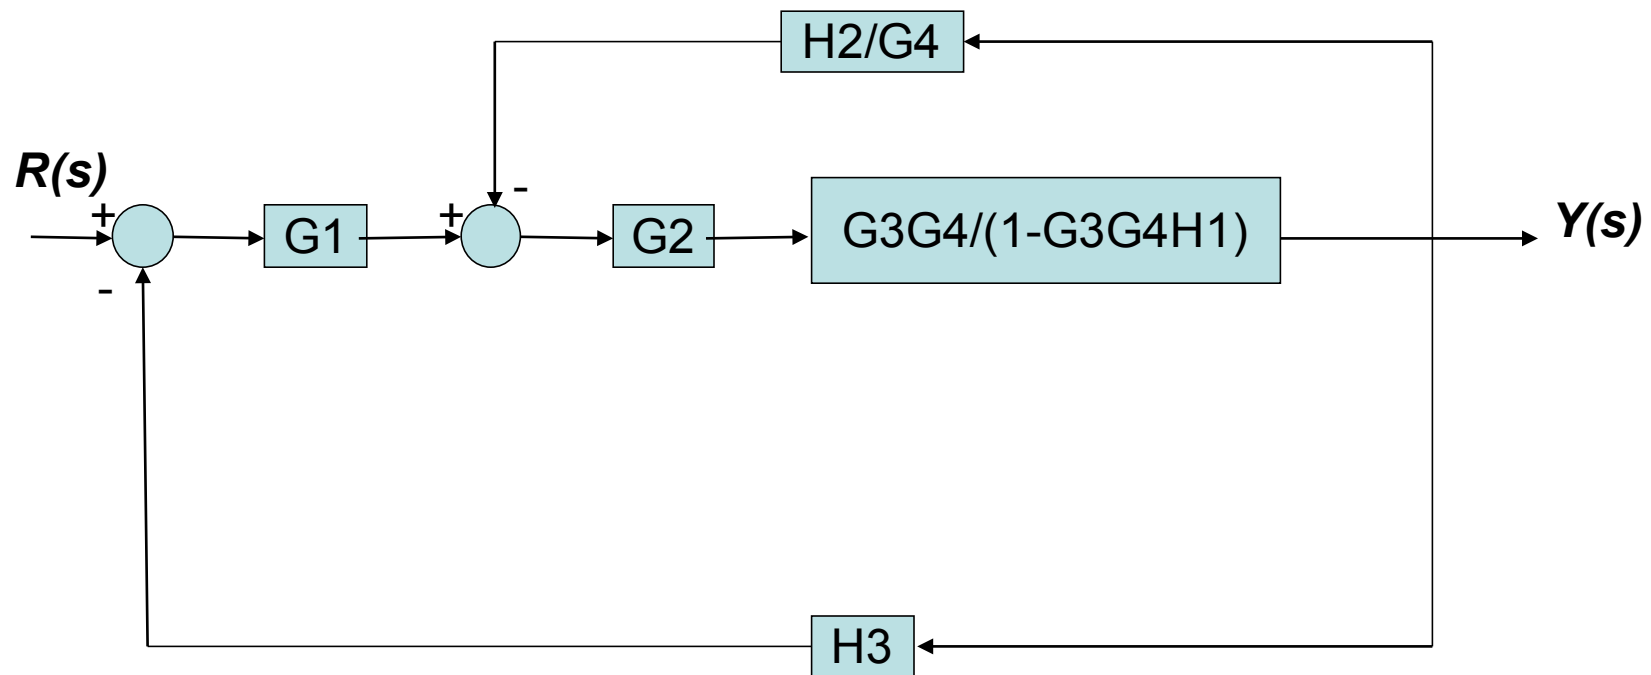 H2/G4
R(s)
+
-
G1
+
-
G2
G3G4/(1-G3G4H1)
Y(s)
H3